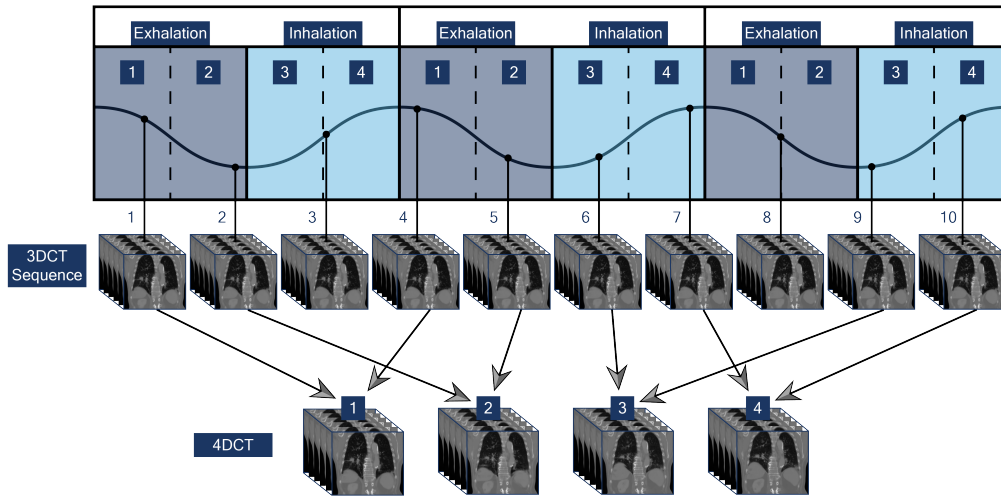 Exhalation Inhalation Exhalation Inhalation Exhalation Inhalation
1 2 3 4 1 2 3 4 1 2 3 4
1 2 3 4 5 6 7 8 9 10
3DCT
Sequence
1 2 3 4
4DCT